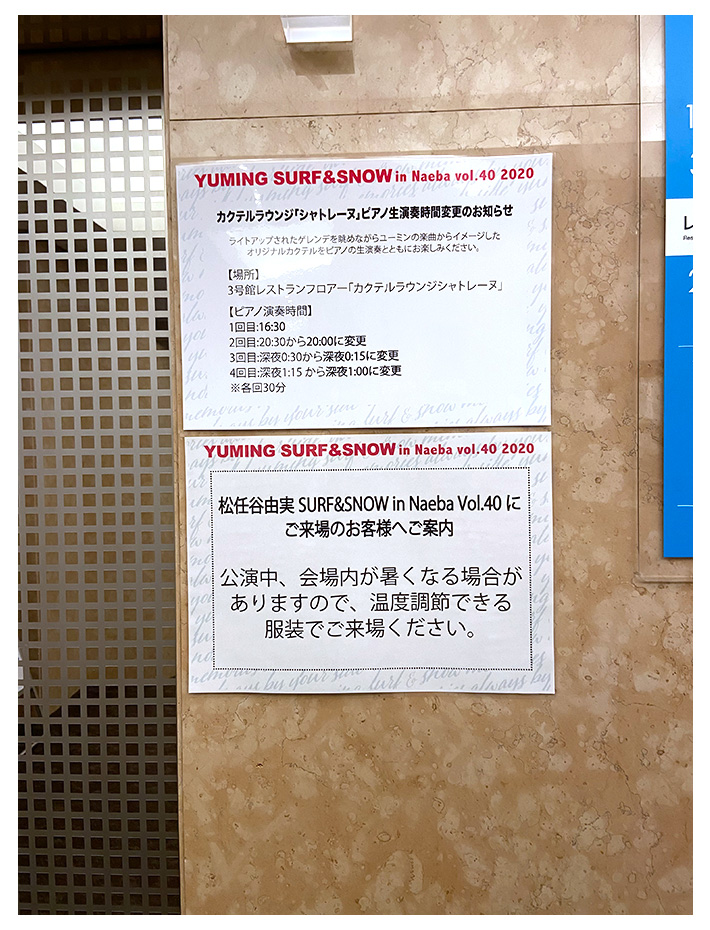 YUMING SURF&SNOW in Naeba vol.40 2020
カクテルラウンジ「シャトレーヌ」ピアノ生演奏時間変更のお知らせ
ライトアップされたゲレンデを眺めながらユーミンの楽曲からイメージした
オリジナルカクテルをピアノの生演奏とともにお楽しみください。
【場所】
3号館レストランフロアー「カクテルラウンジシャトレーヌ」
【ピアノ演奏時間】
1回目:16:30
2回目:20:30から20:00に変更
3回目:深夜0:30から深夜0:15に変更
4回目:深夜1:15 から深夜1:00に変更
※各回30分
YUMING SURF&SNOW in Naeba vol.40 2020
松任谷由実 SURF&SNOW in Naeba Vol.40 に
ご来場のお客様へご案内
公演中、会場内が暑くなる場合が
ありますので、温度調節できる
服装でご来場ください。